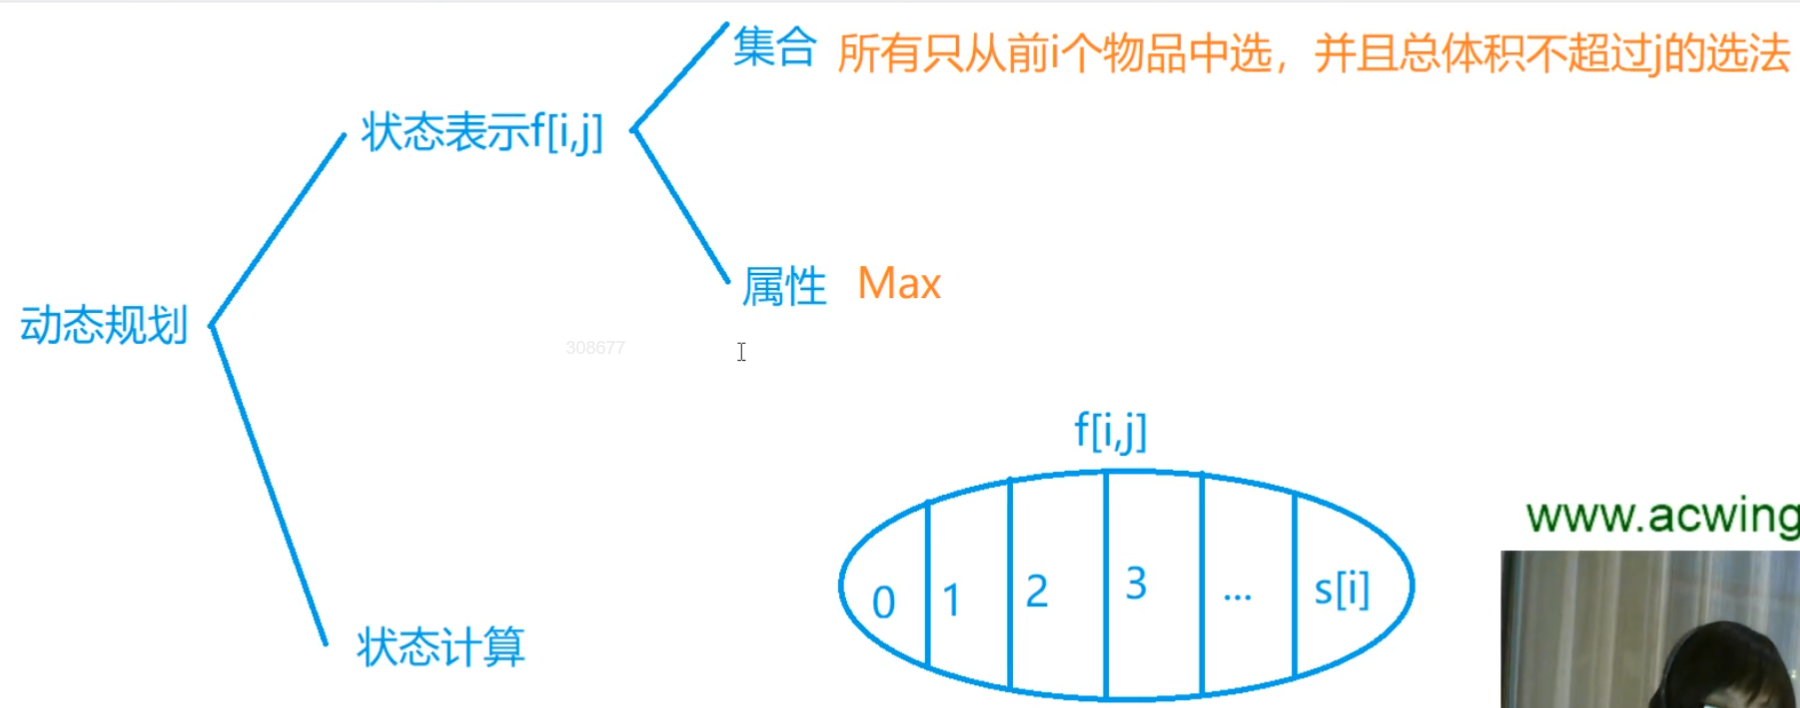 集合 所有只从前i个物品中选，并且总体积不超过j的选法
状态表示f[i,j]
属性 Max
动态规划
308677
f[i,j]
www.acwing
0 1 2 3 ... s[i]
状态计算